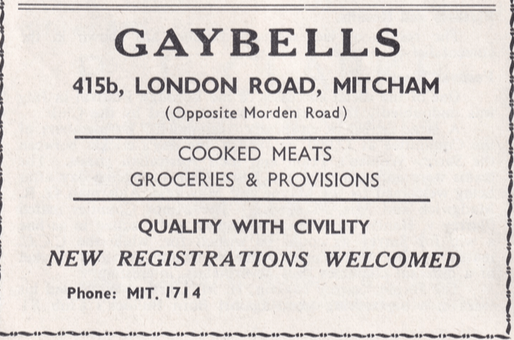 GAYBELLS
415b, LONDON ROAD, MITCHAM
(Opposite Morden Road)
COOKED MEATS
GROCERIES & PROVISIONS
QUALITY WITH CIVILITY
NEW REGISTRATIONS WELCOMED
Phone: MIT. 1714